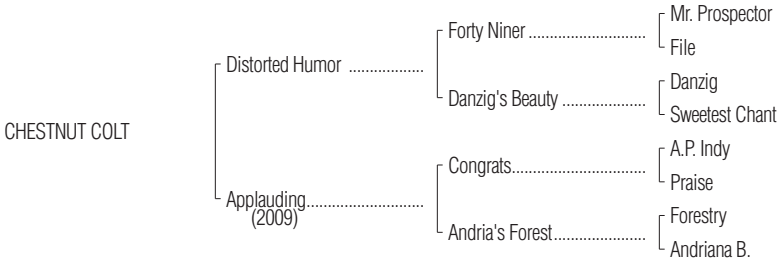 Mr. Prospector
Forty Niner ......................
File
Distorted Humor ..................
Danzig
Danzig's Beauty ....................
Sweetest Chant
CHESTNUT COLT
A.P. Indy
Congrats.........................
Praise
Applauding............................
(2009)
Forestry
Andria's Forest......................
Andriana B.